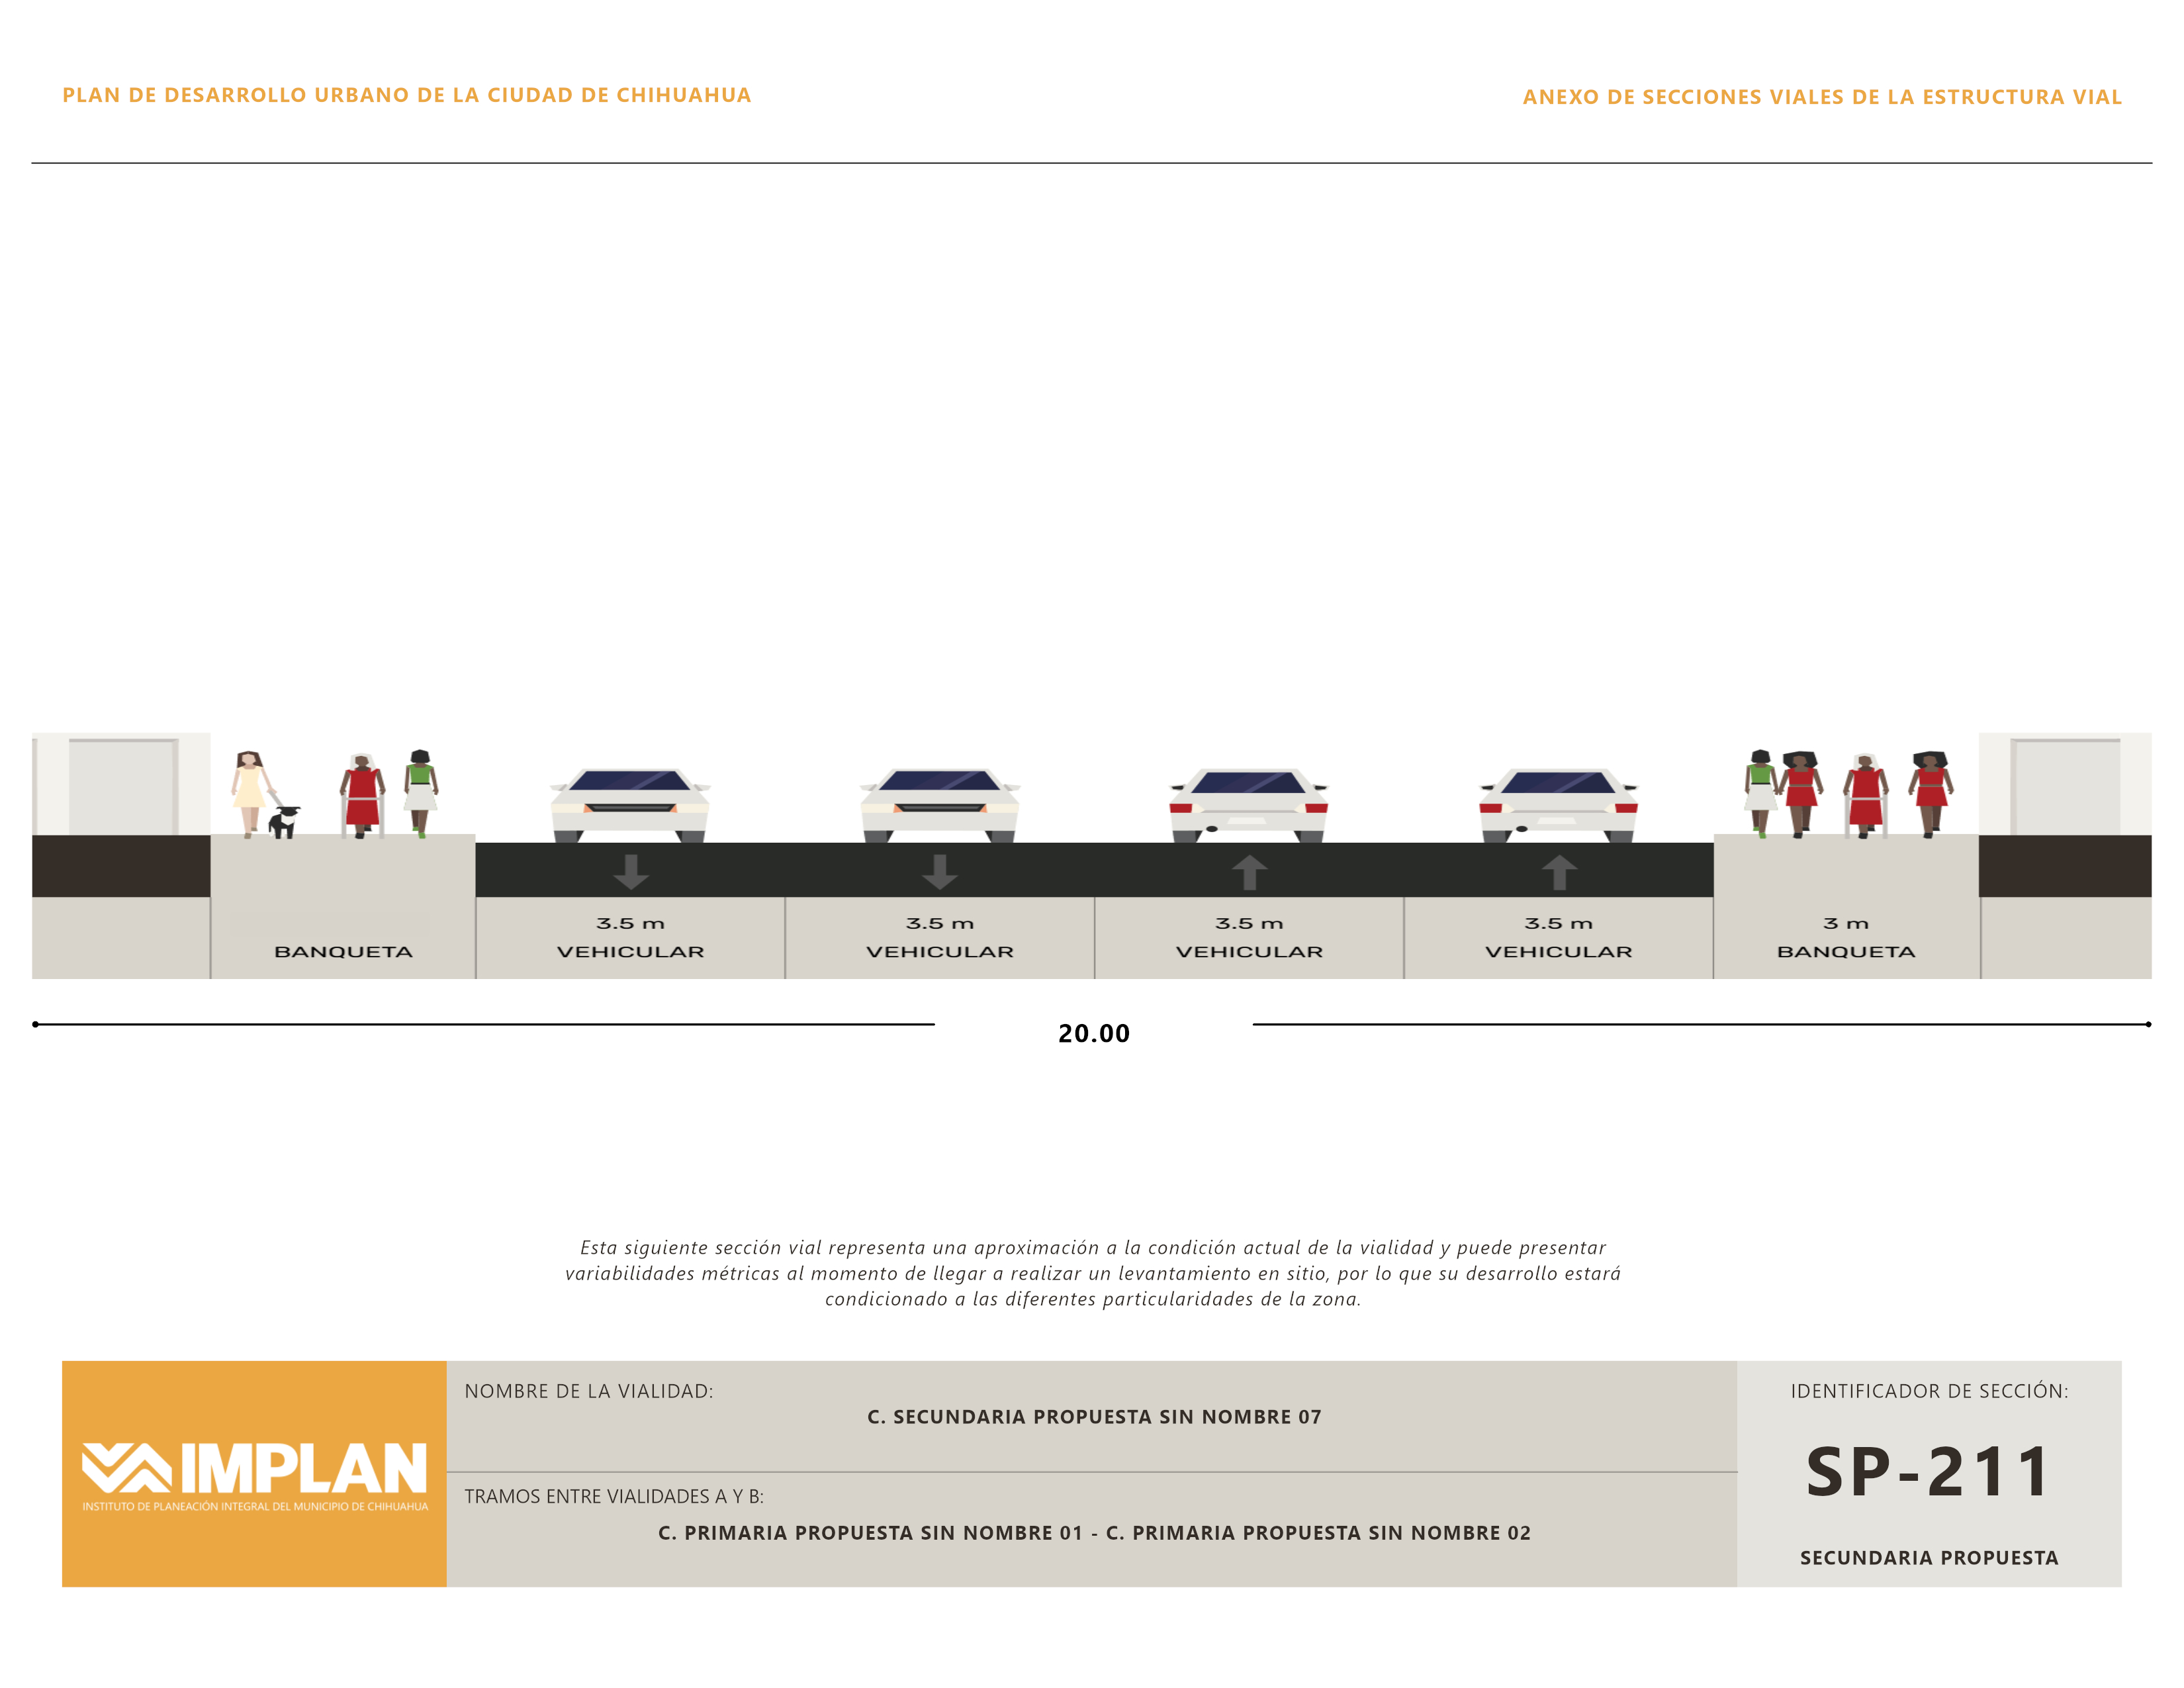 PLAN DE DESARROLLO URBANO DE LA CIUDAD DE CHIHUAHUA
ANEXO DE SECCIONES VIALES DE LA ESTRUCTURA VIAL
BANQUETA
3.5 m
VEHICULAR
3.5 m
VEHICULAR
3.5 m
VEHICULAR
3.5 m
VEHICULAR
3 m
BANQUETA
20.00
Esta siguiente sección vial representa una aproximación a la condición actual de la vialidad y puede presentar
variabilidades métricas al momento de llegar a realizar un levantamiento en sitio, por lo que su desarrollo estará
condicionado a las diferentes particularidades de la zona.
IMPLAN
INSTITUTO DE PLANEACIÓN INTEGRAL DEL MUNICIPIO DE CHIHUAHUA
NOMBRE DE LA VIALIDAD:
C. SECUNDARIA PROPUESTA SIN NOMBRE 07
TRAMOS ENTRE VIALIDADES A Y B:
C. PRIMARIA PROPUESTA SIN NOMBRE 01 - C. PRIMARIA PROPUESTA SIN NOMBRE 02
IDENTIFICADOR DE SECCIÓN:
SP-211
SECUNDARIA PROPUESTA